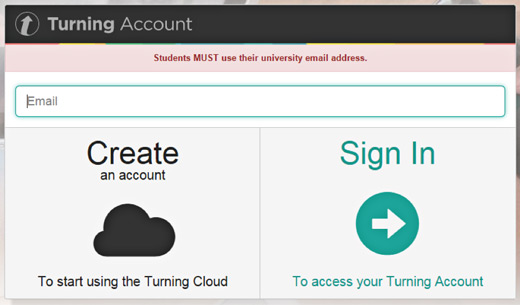 Turning Account
Students MUST use their university email address.
Email
Create
an account
To start using the Turning Cloud
Sign In
To access your Turning Account